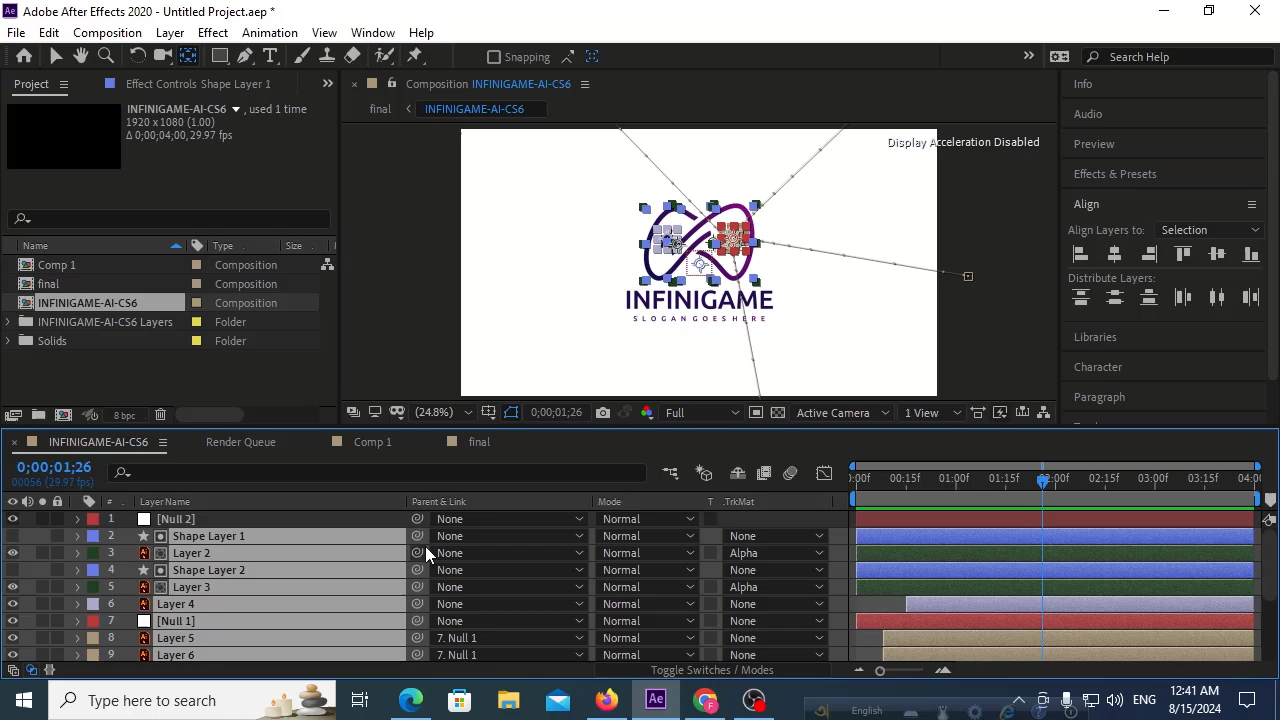 Adobe After Effects - Untitled Project.aep *
File Edit Composition Layer Effect Animation View Window Help
Snapping
Search Help
Project
Effect Controls Shape Layer 1
Composition INFINIGAME-AI-CS6
Info
INFINIGAME-AI-CS6 , used 1 time
1920 x 1080 (1.00)
Δ 0;00;04;00, 29.97 fps
final
INFINIGAME-AI-CS6
Audio
Display Acceleration Disabled
Preview
Effects & Presets
Align
Align Layers to: Selection
Name Type Size
Comp 1 Composition
final Composition
INFINIGAME-AI-CS6 Composition
INFINIGAME-AI-CS6 Layers Folder
Solids Folder
Distribute Layers:
INFINIGAME
SLOGAN GOES HERE
Libraries
Character
Paragraph
8 bpc
(24.8%) 0;00;01;26 Full Active Camera 1 View
INFINIGAME-AI-CS6 Render Queue Comp 1 final
0;00;01;26
00056 (29.97 fps)
:00f 00:15f 01:00f 01:15f 02:00f 02:15f 03:00f 03:15f 04:00
# Layer Name Parent & Link Mode T .TrkMat
1 [Null 2] None Normal
2 Shape Layer 1 None Normal None
3 Layer 2 None Normal Alpha
4 Shape Layer 2 None Normal None
5 Layer 3 None Normal Alpha
6 Layer 4 None Normal None
7 [Null 1] None Normal None
8 Layer 5 7. Null 1 Normal None
9 Layer 6 7. Null 1 Normal None
Toggle Switches / Modes
Type here to search
English
ENG
12:41 AM
8/15/2024